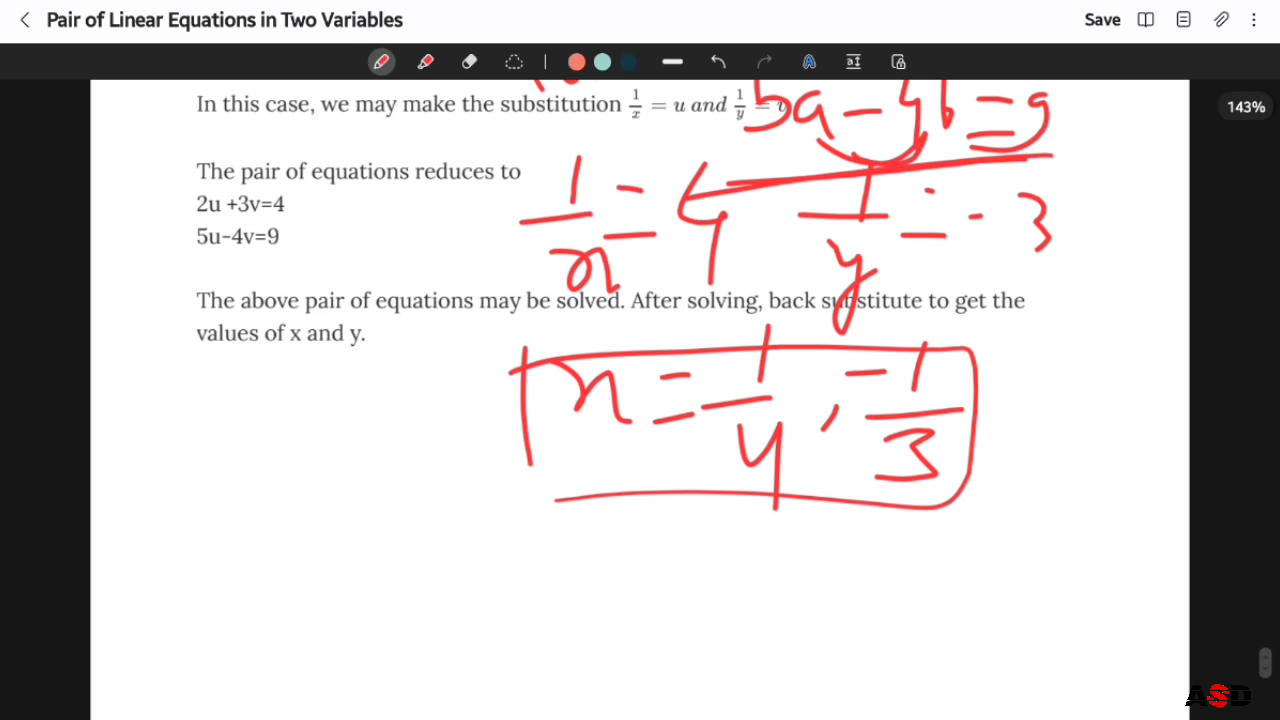 Pair of Linear Equations in Two Variables Save
143%
In this case, we may make the substitution 1/x = u and 1/y = v
5a - 4b = 9
The pair of equations reduces to
2u +3v=4
5u-4v=9
1/x = 4 1/y = -3
The above pair of equations may be solved. After solving, back substitute to get the
values of x and y.
x = 1/4 , -1/3
ASD